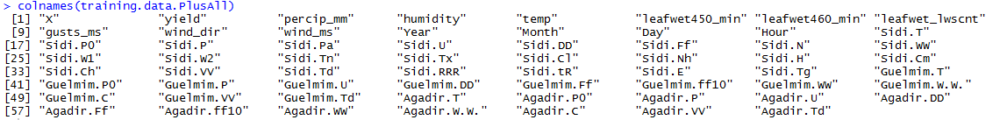 > colnames(training.data.PlusAll)
[1] "X" "yield" "percip_mm" "humidity" "temp" "leafwet450_min" "leafwet460_min" "leafwet_lwscnt"
[9] "gusts_ms" "wind_dir" "wind_ms" "Year" "Month" "Day" "Hour" "Sidi.T"
[17] "Sidi.P0" "Sidi.P" "Sidi.Pa" "Sidi.U" "Sidi.DD" "Sidi.Ff" "Sidi.N" "Sidi.WW"
[25] "Sidi.W1" "Sidi.W2" "Sidi.Tn" "Sidi.Tx" "Sidi.Cl" "Sidi.Nh" "Sidi.H" "Sidi.Cm"
[33] "Sidi.Ch" "Sidi.VV" "Sidi.Td" "Sidi.RRR" "Sidi.tR" "Sidi.E" "Sidi.Tg" "Guelmim.T"
[41] "Guelmim.P0" "Guelmim.P" "Guelmim.U" "Guelmim.DD" "Guelmim.Ff" "Guelmim.ff10" "Guelmim.WW" "Guelmim.W.W."
[49] "Guelmim.C" "Guelmim.VV" "Guelmim.Td" "Agadir.T" "Agadir.P0" "Agadir.P" "Agadir.U" "Agadir.DD"
[57] "Agadir.Ff" "Agadir.ff10" "Agadir.WW" "Agadir.W.W." "Agadir.C" "Agadir.VV" "Agadir.Td"